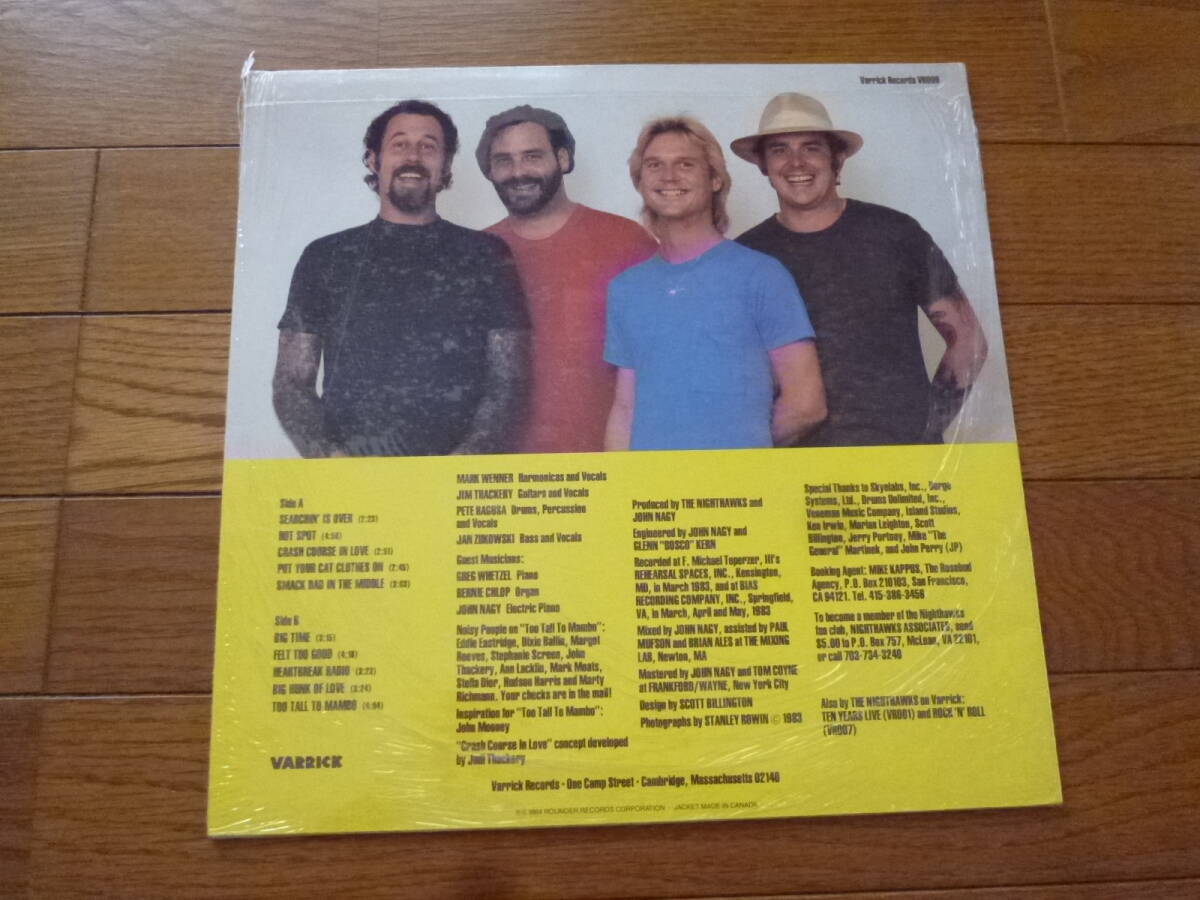 Varrick Records
Side A
SEARCHIN' IS OVER (2:23)
HOT SPOT (4:50)
CRASH COURSE IN LOVE (2:51)
PUT YOUR CAT CLOTHES ON (2:45)
SMACK DAB IN THE MIDDLE
Side B
BIG TIME (3:15)
FELT TOO GOOD (4:18)
HEARTBREAK RADIO (3:23)
BIG HUNK OF LOVE (3:24)
TOO TALL TO MAMBO (4:04)
VARRICK
MARK WENNER Harmonicas and Vocals
JIM THACKERY Guitars and Vocals
PETE RAGUSA Drums, Percussion
and Vocals
JAN ZUKOWSKI Bass and Vocals
Guest Musicians:
GREG WHETZEL Piano
BERNIE CHLOP Organ
JOHN NAGY Electric Piano
Noisy People on "Too Tall To Mambo":
Eddie Eastridge, Dixie Ballin, Margot
Reeves, Stephanie Screen, John
Thackery, Ann Lacklin, Mark Moats,
Stella Dior, Hudson Harris and Marty
Richmann. Your checks are in the mail!
Inspiration for "Too Tall To Mambo":
John Mooney
"Crash Course In Love" concept developed
by Jodi Thackery
Produced by THE NIGHTHAWKS and
JOHN NAGY
Engineered by JOHN NAGY and
GLENN "BOSCO" KERN
Recorded at F. Michael Toperzer, III's
REHEARSAL SPACES, INC., Kensington,
MD, in March 1983, and at BIAS
RECORDING COMPANY, INC., Springfield,
VA, in March, April and May, 1983
Mixed by JOHN NAGY, assisted by PAUL
MUFSON and BRIAN ALES at THE MIXING
LAB, Newton, MA
Mastered by JOHN NAGY and TOM COYNE
at FRANKFORD/WAYNE, New York City
Design by SCOTT BILLINGTON
Photographs by STANLEY ROWIN © 1983
Special Thanks to Skyelabs, Inc.,
Systems, Ltd., Drums Unlimited, Inc.,
Veneman Music Company, Island Studios,
Ken Irwin, Marian Leighton, Scott
Billington, Jerry Portnoy, Mike "The
General" Martinek, and John Perry (JP)
Booking Agent: MIKE KAPPUS, The Rosebud
Agency, P.O. Box 210103, San Francisco,
CA 94121. Tel. 415-386-3456
To become a member of the Nighthawks
fan club, NIGHTHAWKS ASSOCIATES, send
$5.00 to P.O. Box 757, McLean, VA 22101,
or call 703-734-3240
Also by THE NIGHTHAWKS on Varrick:
TEN YEARS LIVE (VR001) and ROCK 'N' ROLL
(VR007)
Varrick Records · One Camp Street · Cambridge, Massachusetts 02140
℗© 1984 ROUNDER RECORDS CORPORATION · JACKET MADE IN CANADA